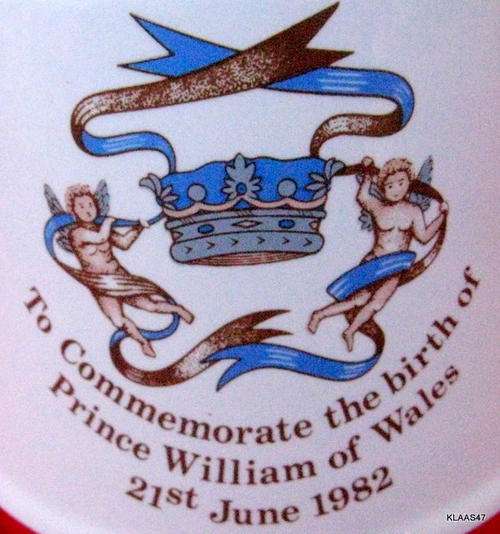 To Commemorate the birth of
Prince William of Wales
21st June 1982
KLAAS47